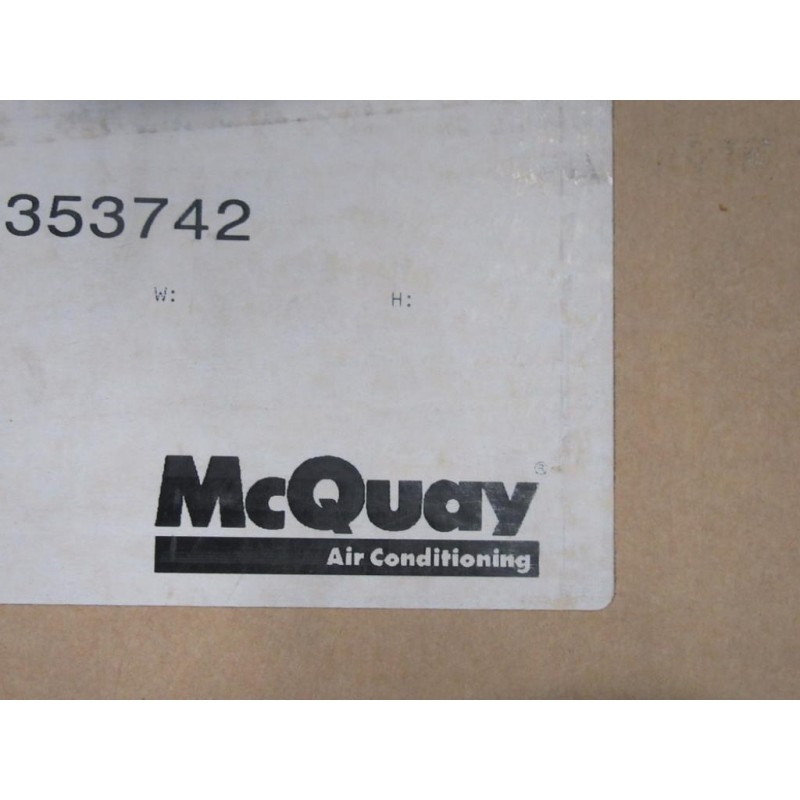 353742
W: H:
McQuay®
Air Conditioning